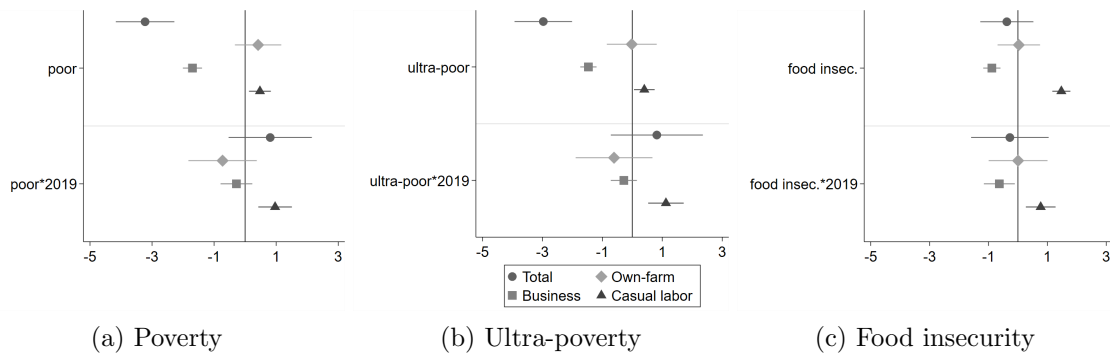 poor
poor*2019
-5 -3 -1 1 3
ultra-poor
ultra-poor*2019
-5 -3 -1 1 3
food insec.
food insec.*2019
-5 -3 -1 1 3
Total Own-farm
Business Casual labor
(a) Poverty
(b) Ultra-poverty
(c) Food insecurity